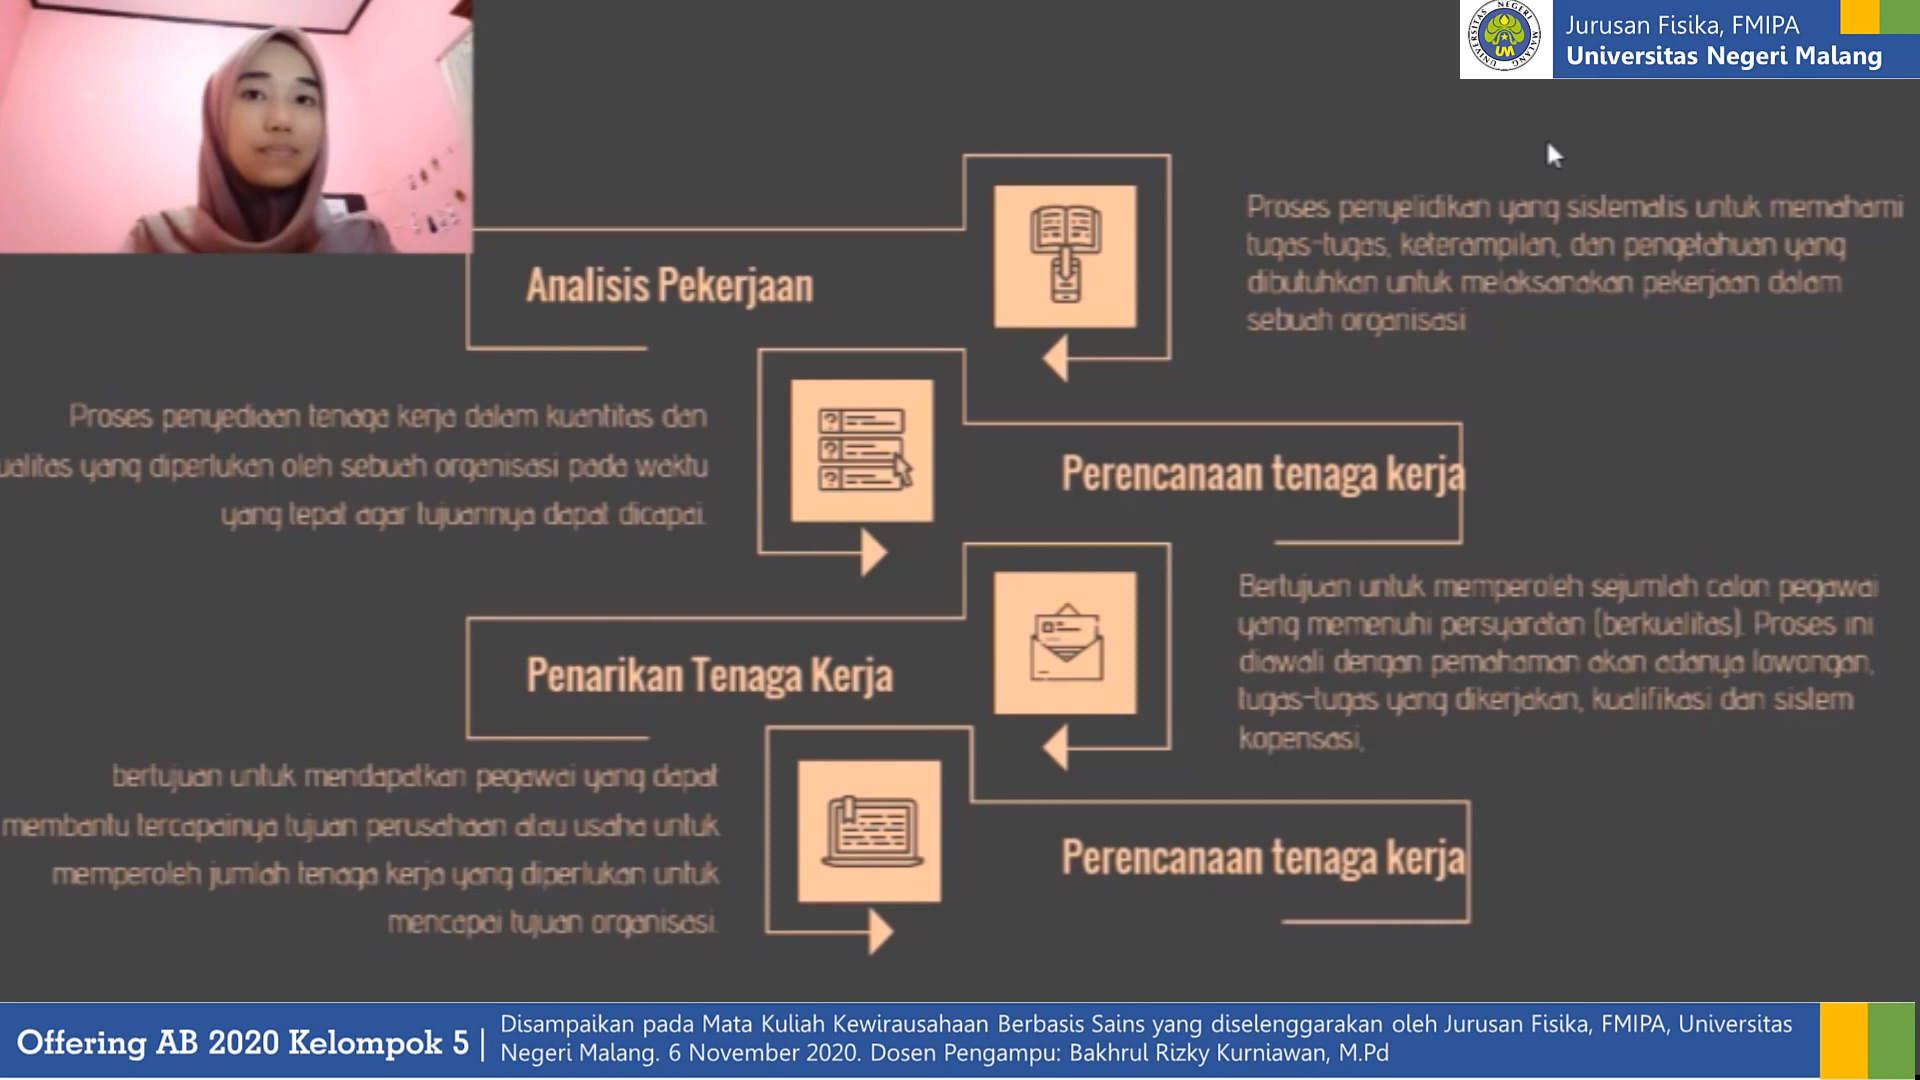 Jurusan Fisika, FMIPA
Universitas Negeri Malang
UNIVERSITAS NEGERI MALANG
UM
Analisis Pekerjaan
Proses penyelidikan yang sistematis untuk memahami
tugas-tugas, keterampilan, dan pengetahuan yang
dibutuhkan untuk melaksanakan pekerjaan dalam
sebuah organisasi
Proses penyediaan tenaga kerja dalam kuantitas dan
ualitas yang diperlukan oleh sebuah organisasi pada waktu
yang tepat agar tujuannya dapat dicapai.
Perencanaan tenaga kerja
Penarikan Tenaga Kerja
Bertujuan untuk memperoleh sejumlah calon pegawai
yang memenuhi persyaratan (berkualitas). Proses ini
diawali dengan pemahaman akan adanya lowongan,
tugas-tugas yang dikerjakan, kualifikasi dan sistem
kopensasi,
bertujuan untuk mendapatkan pegawai yang dapat
membantu tercapainya tujuan perusahaan atau usaha untuk
memperoleh jumlah tenaga kerja yang diperlukan untuk
mencapai tujuan organisasi.
Perencanaan tenaga kerja
Offering AB 2020 Kelompok 5
Disampaikan pada Mata Kuliah Kewirausahaan Berbasis Sains yang diselenggarakan oleh Jurusan Fisika, FMIPA, Universitas
Negeri Malang. 6 November 2020. Dosen Pengampu: Bakhrul Rizky Kurniawan, M.Pd